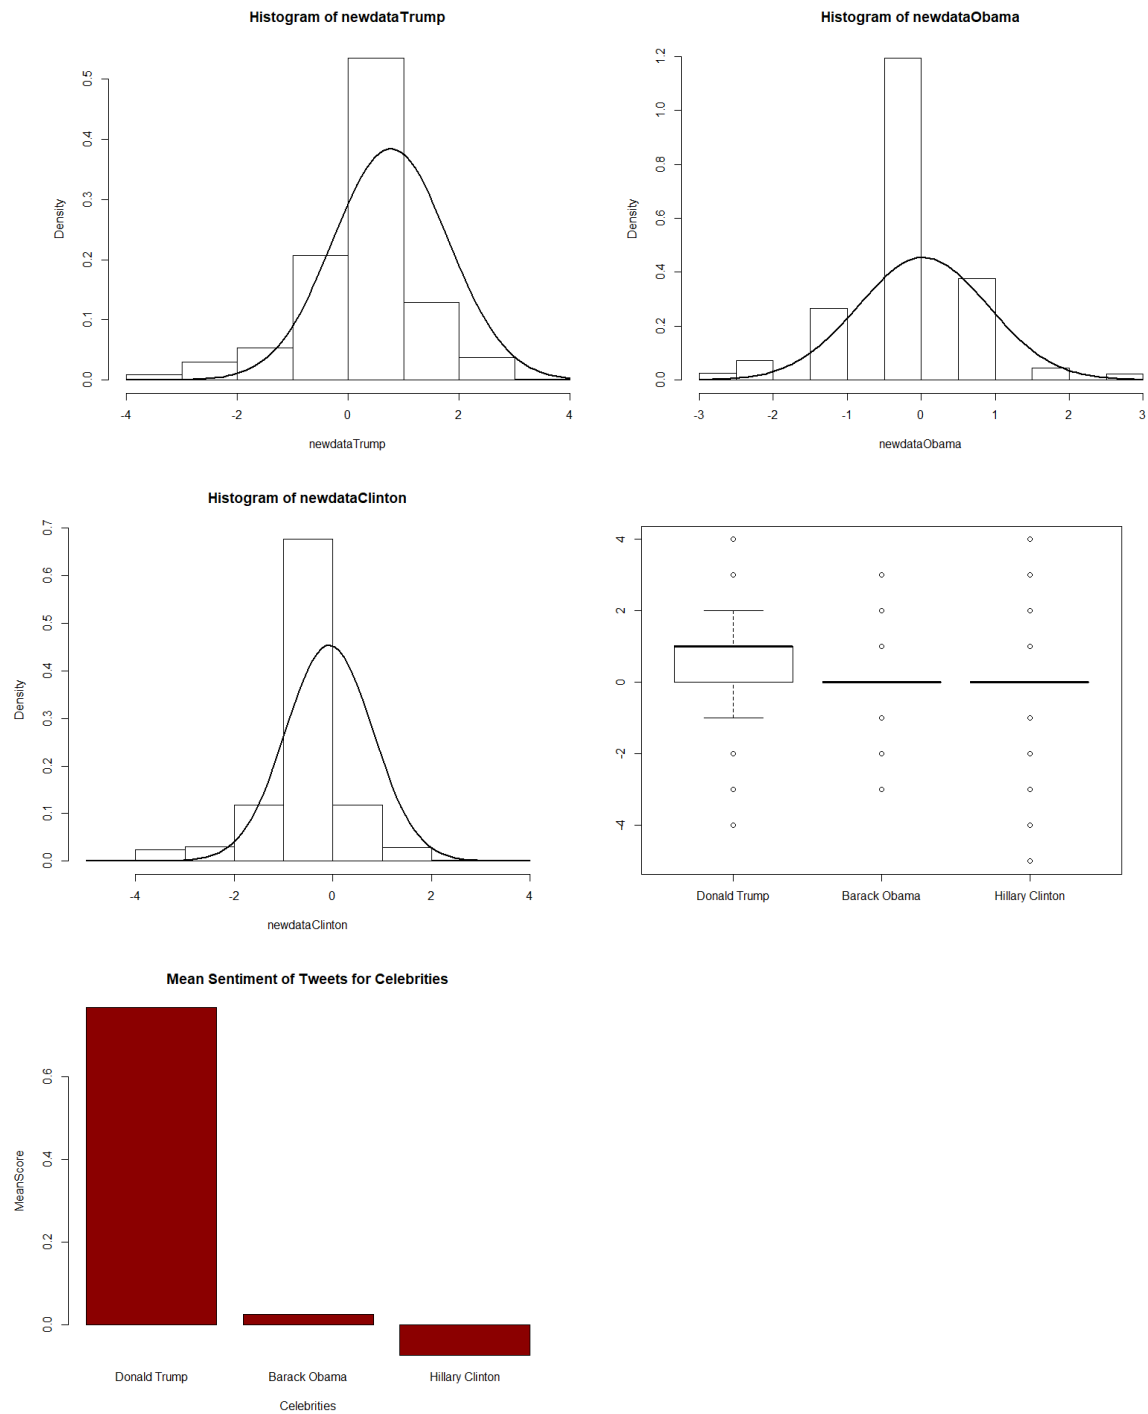 Histogram of newdataTrump
Density
0.0 0.1 0.2 0.3 0.4 0.5
-4 -2 0 2 4
newdataTrump
Histogram of newdataObama
Density
0.0 0.2 0.4 0.6 0.8 1.0 1.2
-3 -2 -1 0 1 2 3
newdataObama
Histogram of newdataClinton
Density
0.0 0.1 0.2 0.3 0.4 0.5 0.6 0.7
-4 -2 0 2 4
newdataClinton
-4 -2 0 2 4
Donald Trump Barack Obama Hillary Clinton
Mean Sentiment of Tweets for Celebrities
MeanScore
0.0 0.2 0.4 0.6
Donald Trump Barack Obama Hillary Clinton
Celebrities